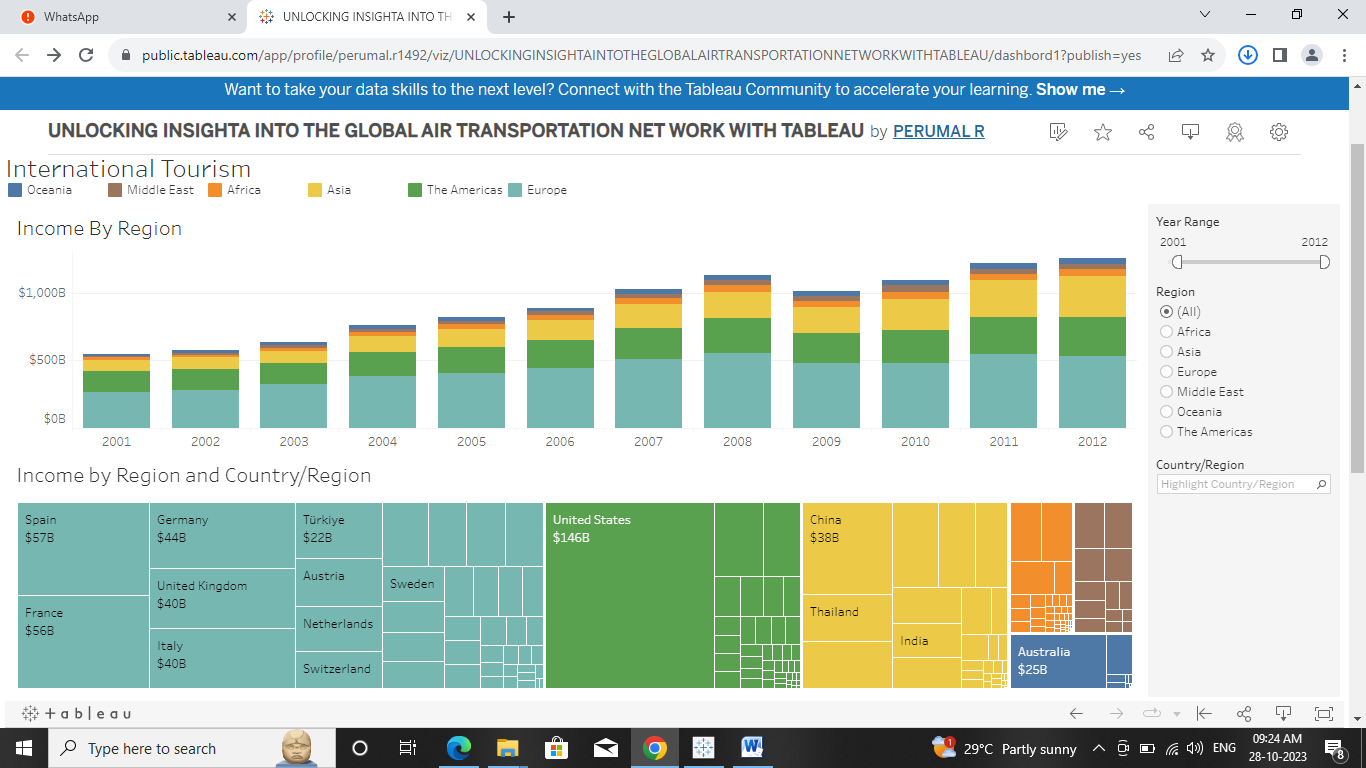 WhatsApp
UNLOCKING INSIGHTA INTO TH
public.tableau.com/app/profile/perumal.r1492/viz/UNLOCKINGINSIGHTAINTOTHEGLOBALAIRTRANSPORTATIONNETWORKWITHTABLEAU/dashbord1?publish=yes
Want to take your data skills to the next level? Connect with the Tableau Community to accelerate your learning. Show me →
UNLOCKING INSIGHTA INTO THE GLOBAL AIR TRANSPORTATION NET WORK WITH TABLEAU by PERUMAL R
International Tourism
Oceania Middle East Africa Asia The Americas Europe
Income By Region
$1,000B
$500B
$0B
2001 2002 2003 2004 2005 2006 2007 2008 2009 2010 2011 2012
Year Range
2001 2012
Region
(All)
Africa
Asia
Europe
Middle East
Oceania
The Americas
Country/Region
Highlight Country/Region
Income by Region and Country/Region
Spain
$57B
France
$56B
Germany
$44B
United Kingdom
$40B
Italy
$40B
Türkiye
$22B
Austria
Netherlands
Switzerland
Sweden
United States
$146B
China
$38B
Thailand
India
Australia
$25B
+ a b | e a u
Type here to search
1
29°C Partly sunny
ENG
09:24 AM
28-10-2023
8